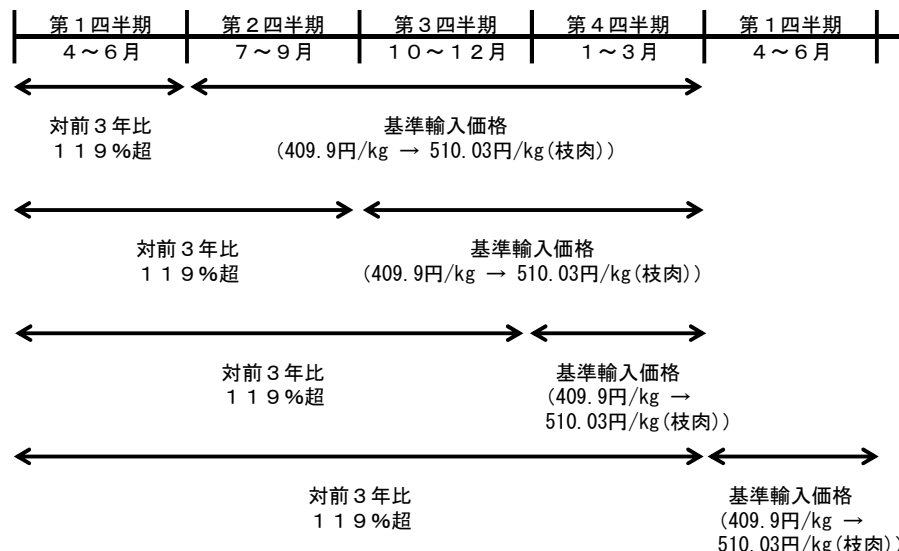 第1四半期 第2四半期 第3四半期 第4四半期 第1四半期
4~6月 7~9月 10~12月 1~3月 4~6月
対前3年比 基準輸入価格
119%超 (409.9円/kg → 510.03円/kg(枝肉))
対前3年比 基準輸入価格
119%超 (409.9円/kg → 510.03円/kg(枝肉))
対前3年比
119%超
基準輸入価格
(409.9円/kg →
510.03円/kg(枝肉))
対前3年比
119%超
基準輸入価格
(409.9円/kg →
510.03円/kg(枝肉))